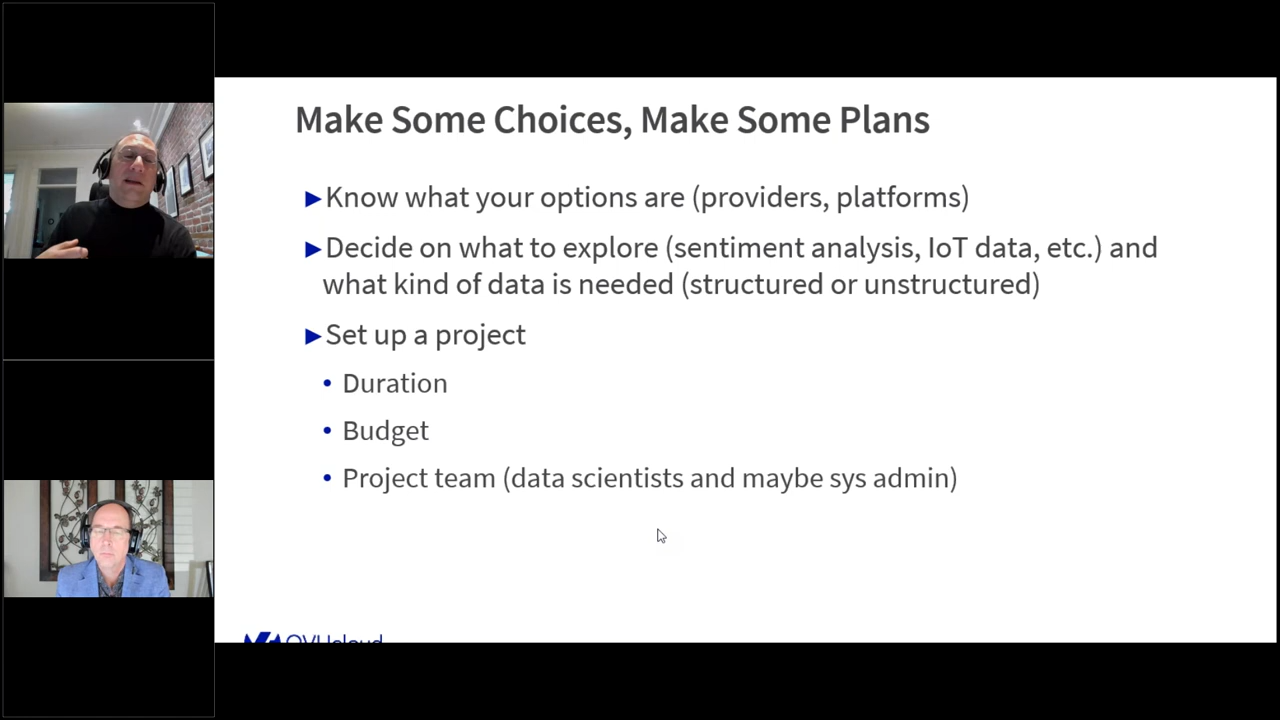 Make Some Choices, Make Some Plans
►Know what your options are (providers, platforms)
►Decide on what to explore (sentiment analysis, IoT data, etc.) and
what kind of data is needed (structured or unstructured)
►Set up a project
• Duration
• Budget
• Project team (data scientists and maybe sys admin)
OVHcloud